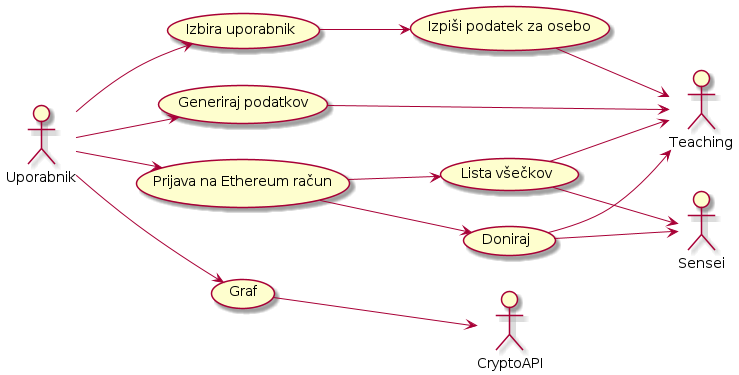 Izbira uporabnik
Izpiši podatek za osebo
Generiraj podatkov
Teaching
Uporabnik
Prijava na Ethereum račun
Lista všečkov
Doniraj
Sensei
Graf
CryptoAPI